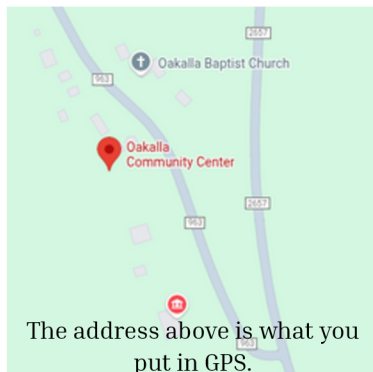 2657
Oakalla Baptist Church
963
Oakalla
Community Center
2657
963
963
The address above is what you
put in GPS.